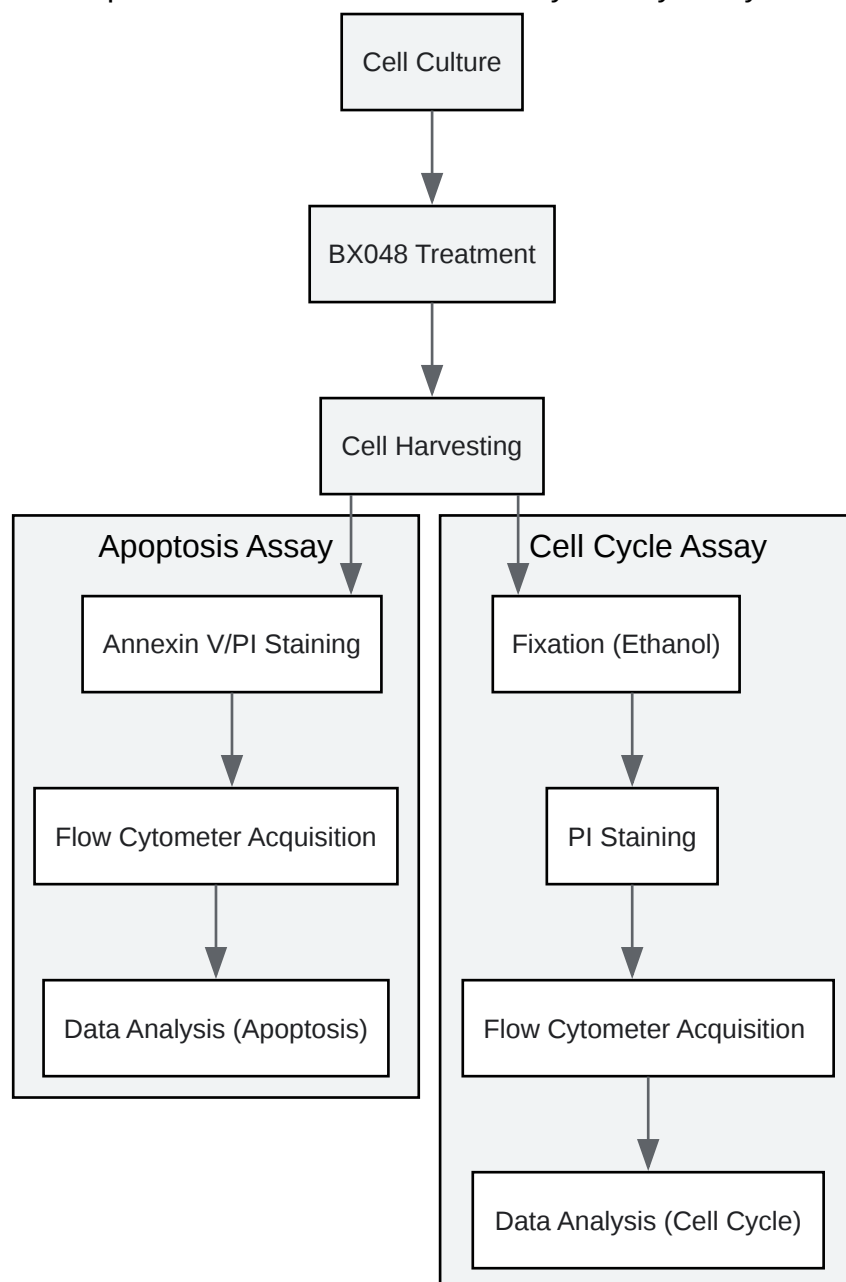 Cell Culture
BX048 Treatment
Cell Harvesting
Apoptosis Assay
Annexin V/PI Staining
Flow Cytometer Acquisition
Data Analysis (Apoptosis)
Cell Cycle Assay
Fixation (Ethanol)
PI Staining
Flow Cytometer Acquisition
Data Analysis (Cell Cycle)